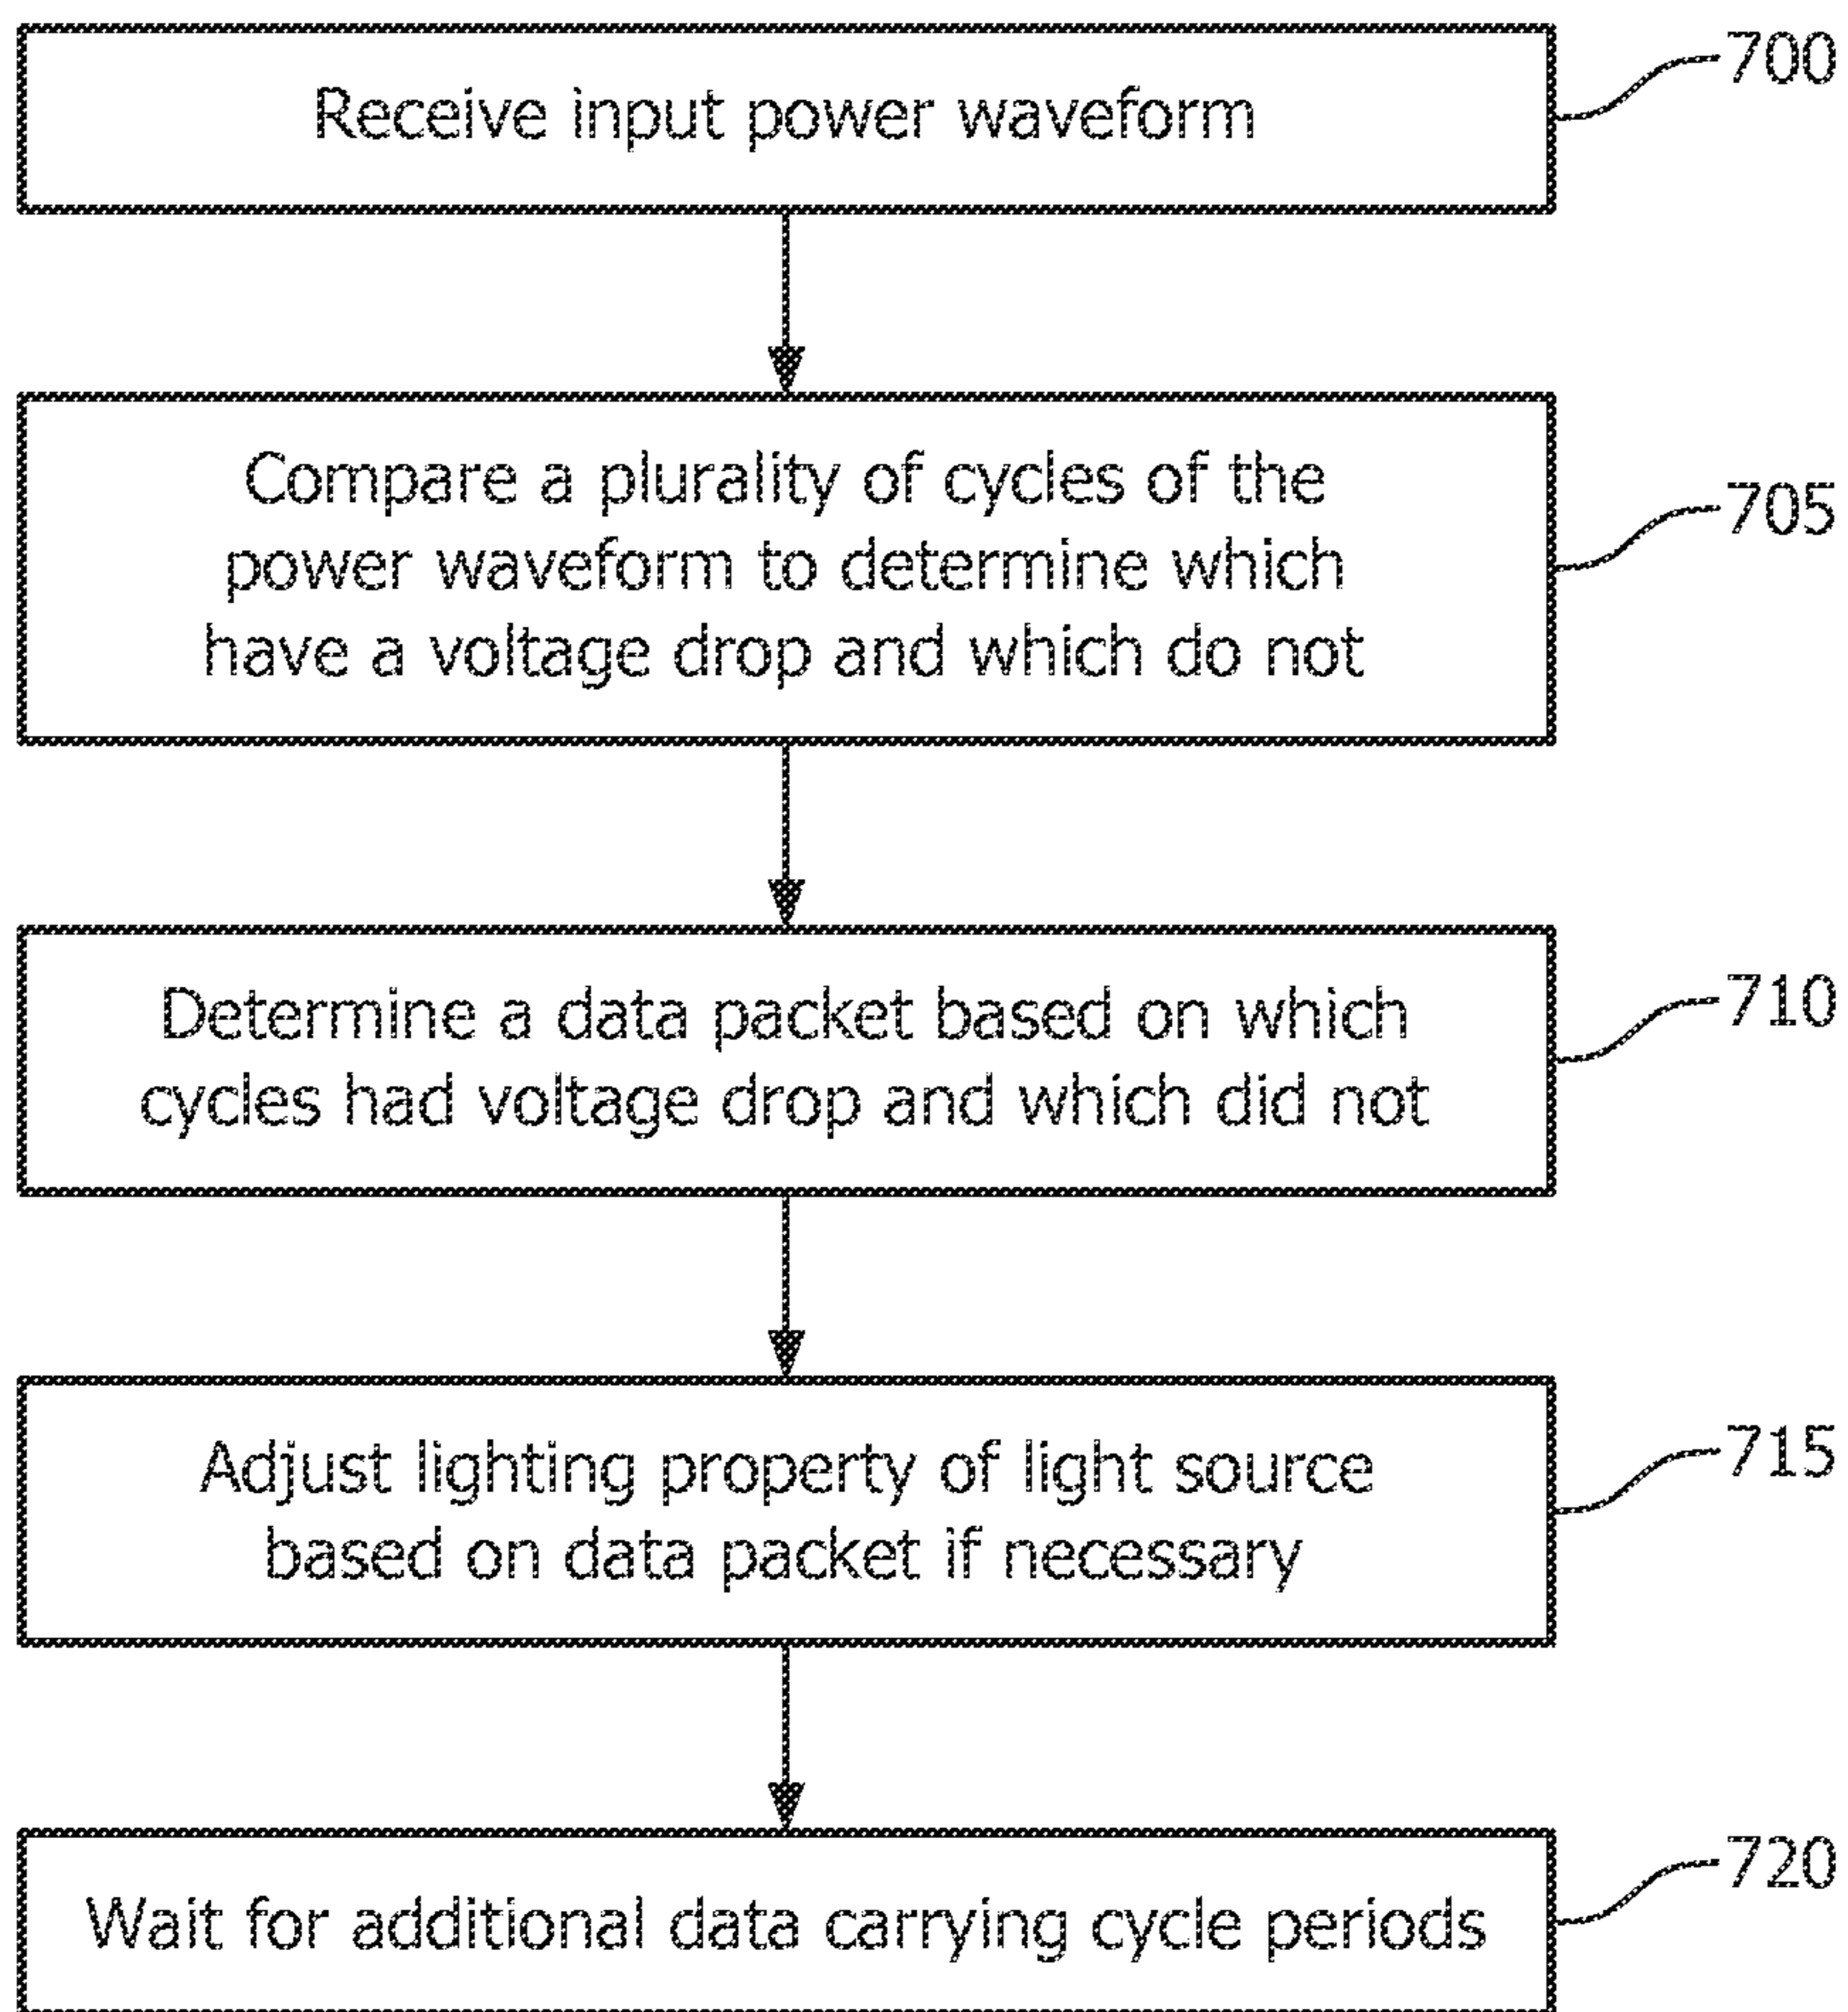 Receive input power waveform
700
Compare a plurality of cycles of the
power waveform to determine which
have a voltage drop and which do not
705
Determine a data packet based on which
cycles had voltage drop and which did not
710
Adjust lighting property of light source
based on data packet if necessary
715
Wait for additional data carrying cycle periods
720